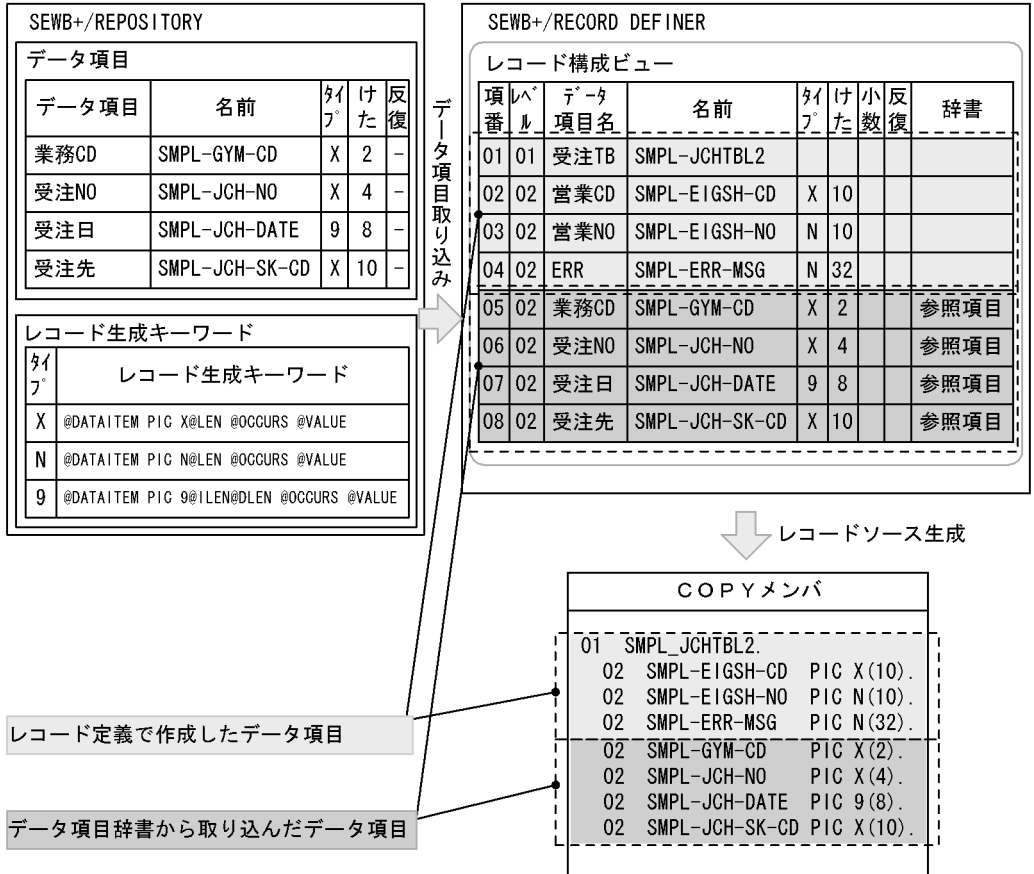 SEWB+/REPOSITORY
データ項目
データ項目 名前 タイプ けた 反復
業務CD SMPL-GYM-CD X 2 -
受注NO SMPL-JCH-NO X 4 -
受注日 SMPL-JCH-DATE 9 8 -
受注先 SMPL-JCH-SK-CD X 10 -
レコード生成キーワード
タイプ レコード生成キーワード
X @DATAITEM PIC X@LEN @OCCURS @VALUE
N @DATAITEM PIC N@LEN @OCCURS @VALUE
9 @DATAITEM PIC 9@ILEN@DLEN @OCCURS @VALUE
データ項目取り込み
SEWB+/RECORD DEFINER
レコード構成ビュー
項番 レベル データ項目名 名前 タイプ けた 小数 反復 辞書
01 01 受注TB SMPL-JCHTBL2
02 02 営業CD SMPL-EIGSH-CD X 10
03 02 営業NO SMPL-EIGSH-NO N 10
04 02 ERR SMPL-ERR-MSG N 32
05 02 業務CD SMPL-GYM-CD X 2 参照項目
06 02 受注NO SMPL-JCH-NO X 4 参照項目
07 02 受注日 SMPL-JCH-DATE 9 8 参照項目
08 02 受注先 SMPL-JCH-SK-CD X 10 参照項目
レコードソース生成
COPYメンバ
01 SMPL_JCHTBL2.
02 SMPL-EIGSH-CD PIC X(10).
02 SMPL-EIGSH-NO PIC N(10).
02 SMPL-ERR-MSG PIC N(32).
02 SMPL-GYM-CD PIC X(2).
02 SMPL-JCH-NO PIC X(4).
02 SMPL-JCH-DATE PIC 9(8).
02 SMPL-JCH-SK-CD PIC X(10).
レコード定義で作成したデータ項目
データ項目辞書から取り込んだデータ項目